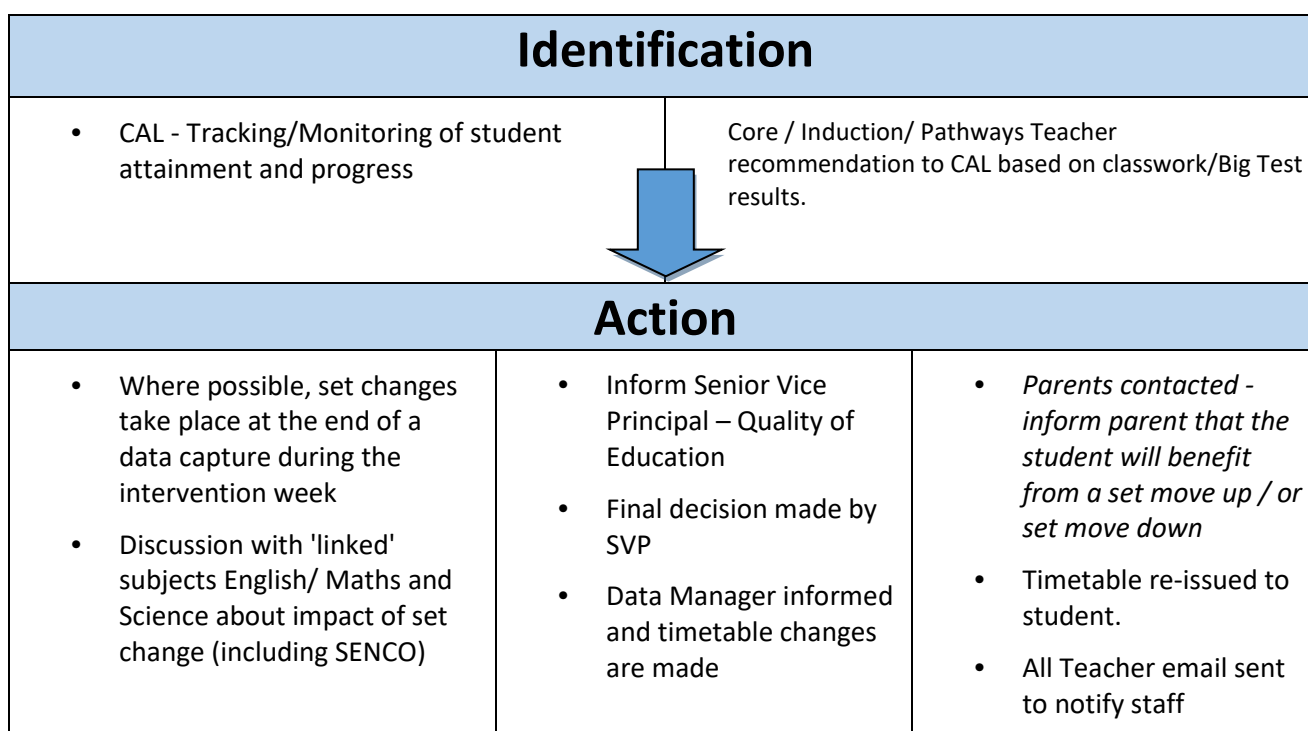 Identification
• CAL - Tracking/Monitoring of student
attainment and progress
Core / Induction/ Pathways Teacher
recommendation to CAL based on classwork/Big Test
results.
Action
• Where possible, set changes
take place at the end of a
data capture during the
intervention week
• Discussion with 'linked'
subjects English/ Maths and
Science about impact of set
change (including SENCO)
• Inform Senior Vice
Principal – Quality of
Education
• Final decision made by
SVP
• Data Manager informed
and timetable changes
are made
• Parents contacted -
inform parent that the
student will benefit
from a set move up / or
set move down
• Timetable re-issued to
student.
• All Teacher email sent
to notify staff